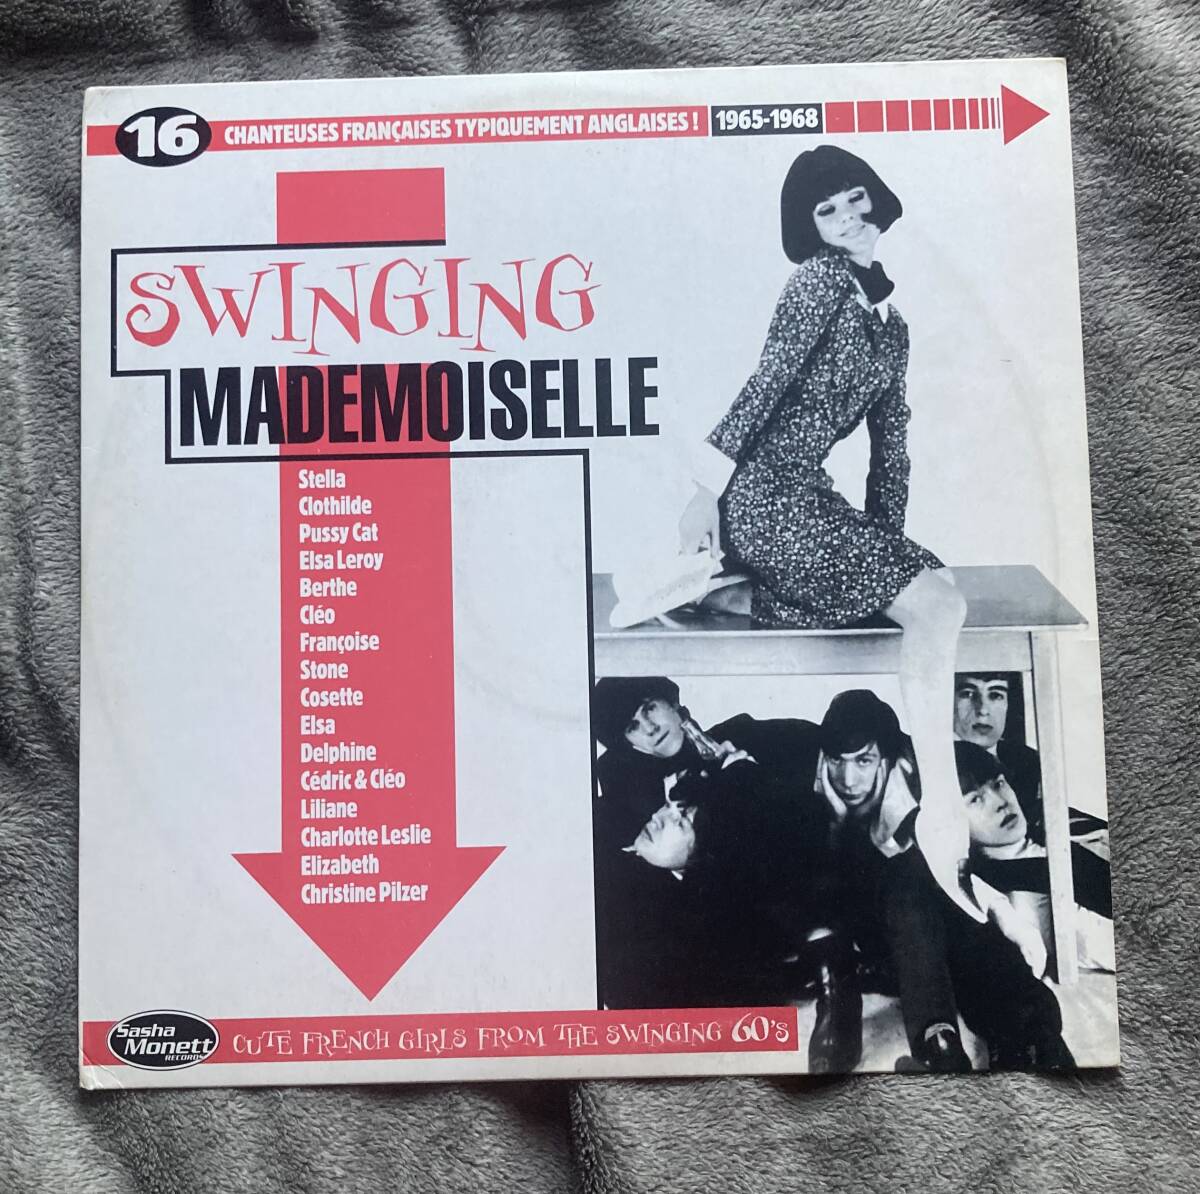 16 CHANTEUSES FRANÇAISES TYPIQUEMENT ANGLAISES ! 1965-1968
SWINGING
MADEMOISELLE
Stella
Clothilde
Pussy Cat
Elsa Leroy
Berthe
Cléo
Françoise
Stone
Cosette
Elsa
Delphine
Cédric & Cléo
Liliane
Charlotte Leslie
Elizabeth
Christine Pilzer
Sasha
Monett
RECORDS
CUTE FRENCH GIRLS FROM THE SWINGING 60's